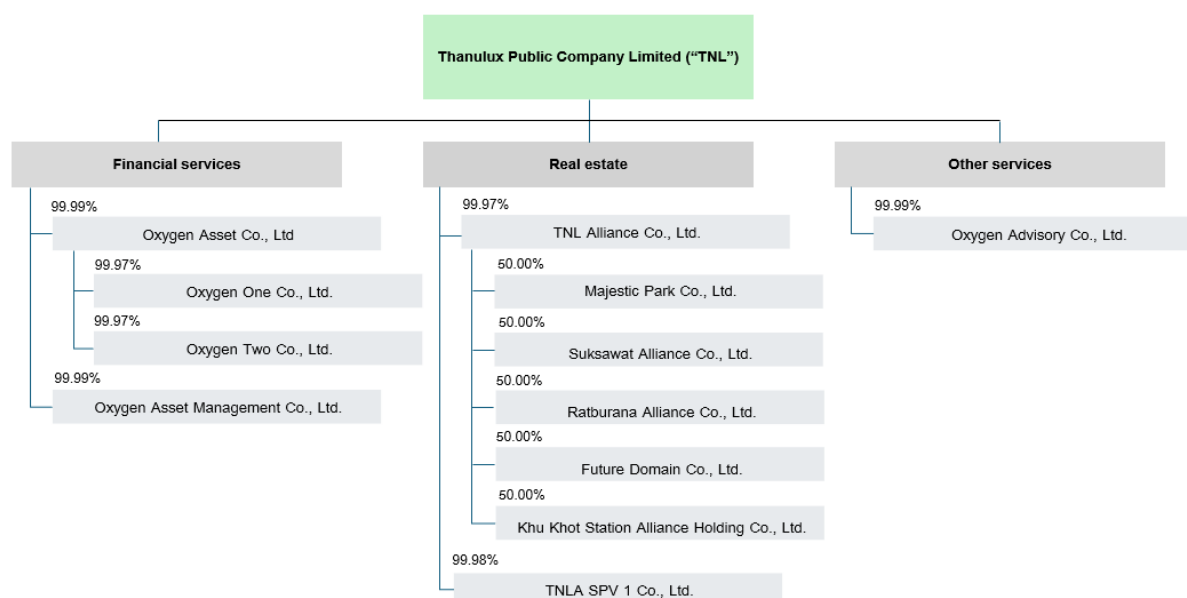 Thanulux Public Company Limited (“TNL”)
Financial services
99.99%
Oxygen Asset Co., Ltd
99.97%
Oxygen One Co., Ltd.
99.97%
Oxygen Two Co., Ltd.
99.99%
Oxygen Asset Management Co., Ltd.
Real estate
99.97%
TNL Alliance Co., Ltd.
50.00%
Majestic Park Co., Ltd.
50.00%
Suksawat Alliance Co., Ltd.
50.00%
Ratburana Alliance Co., Ltd.
50.00%
Future Domain Co., Ltd.
50.00%
Khu Khot Station Alliance Holding Co., Ltd.
99.98%
TNLA SPV 1 Co., Ltd.
Other services
99.99%
Oxygen Advisory Co., Ltd.